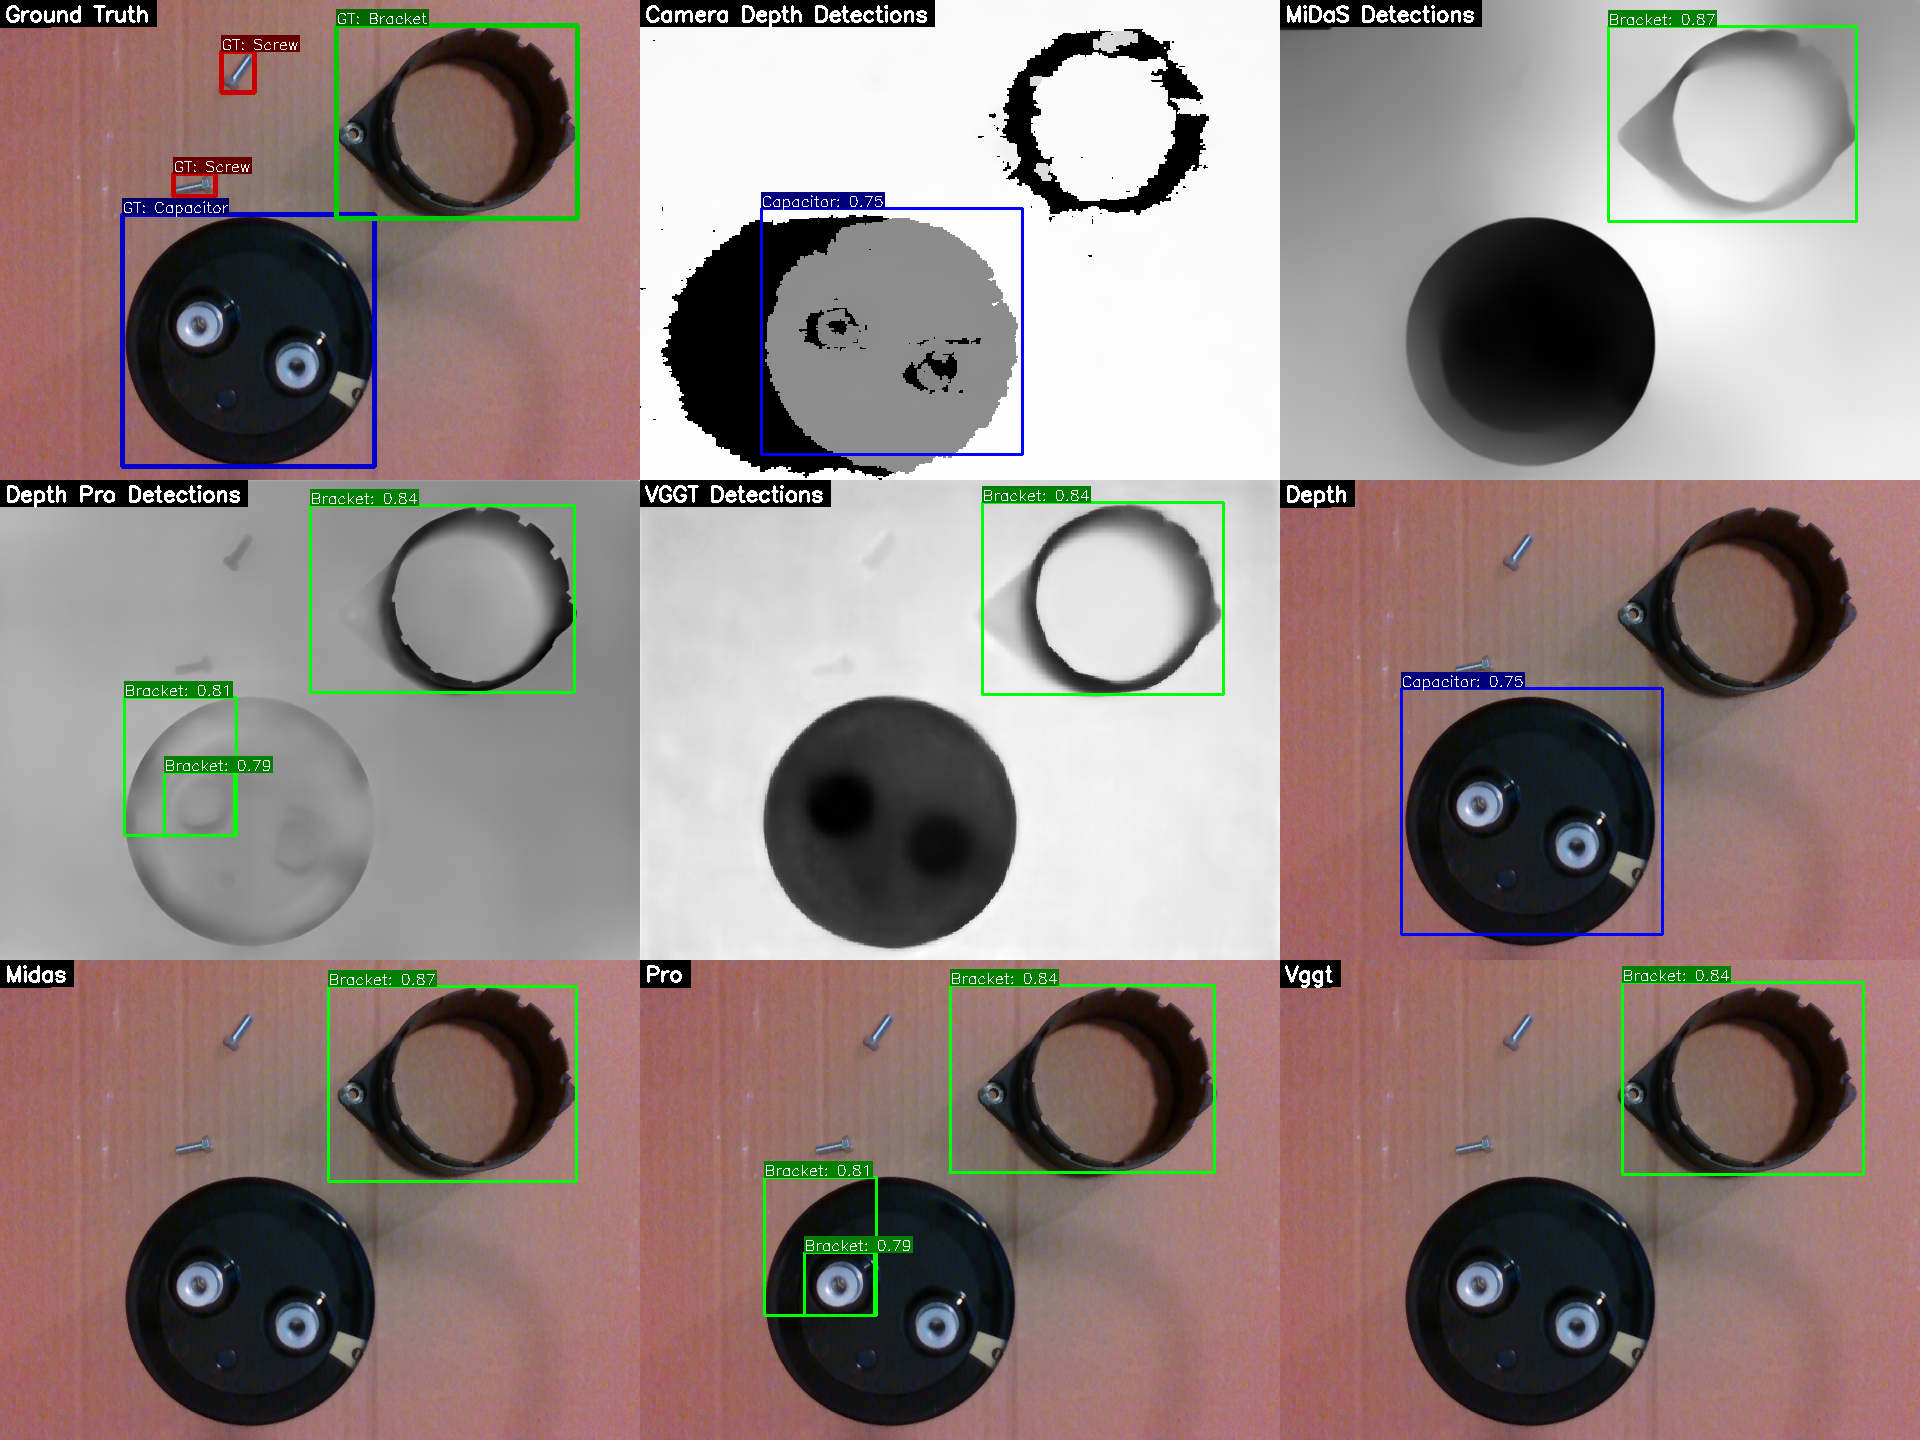 Ground Truth
GT: Bracket
GT: Screw
GT: Screw
GT: Capacitor
Camera Depth Detections
Capacitor: 0.75
MiDaS Detections
Bracket: 0.87
Depth Pro Detections
Bracket: 0.84
Bracket: 0.81
Bracket: 0.79
VGGT Detections
Bracket: 0.84
Depth
Capacitor: 0.75
Midas
Bracket: 0.87
Pro
Bracket: 0.84
Bracket: 0.81
Bracket: 0.79
Vggt
Bracket: 0.84